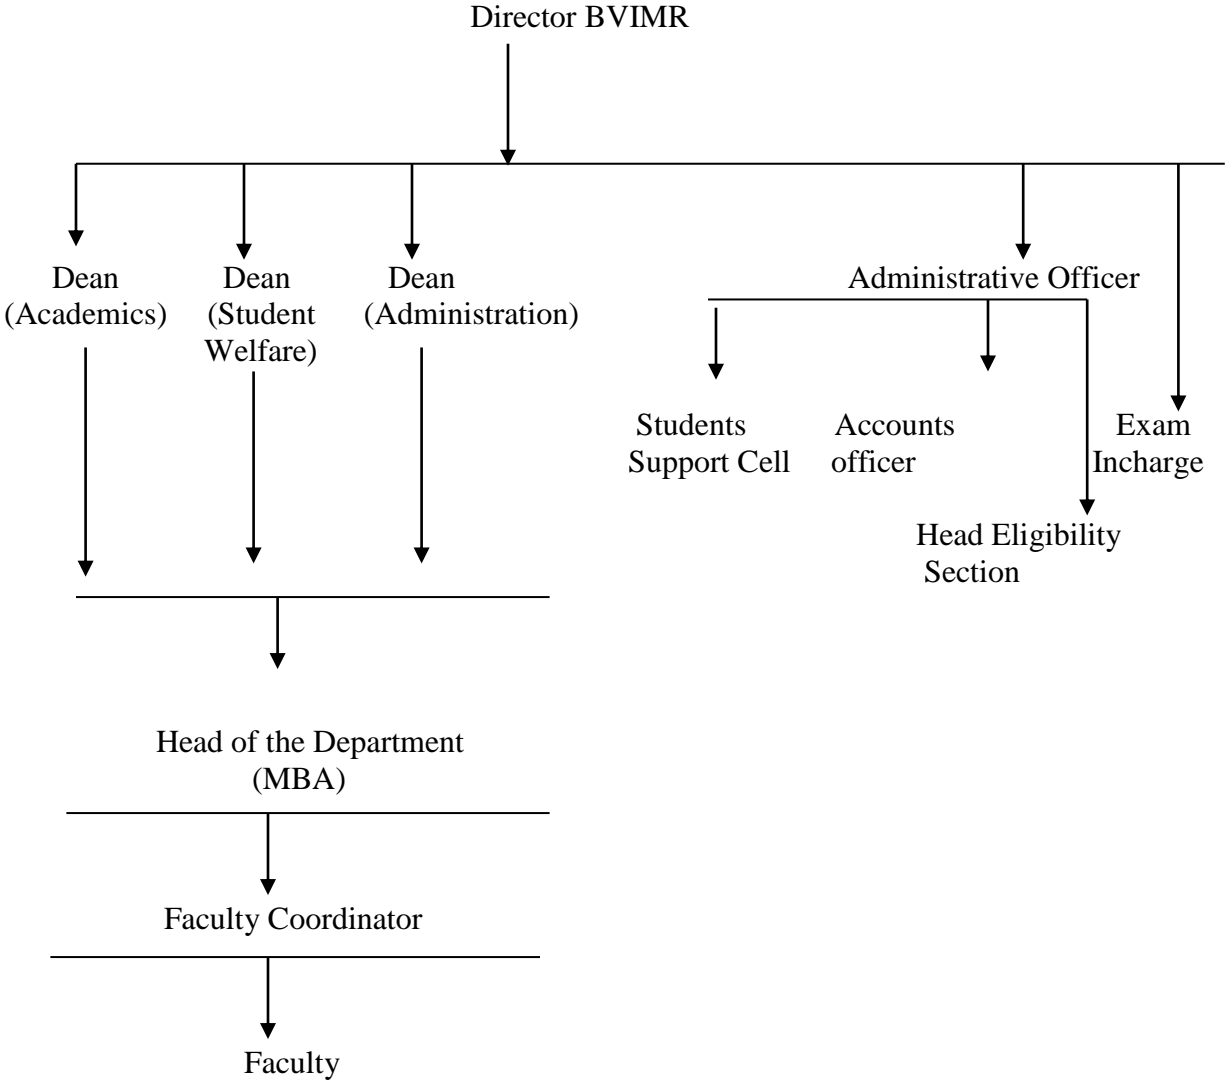 Director BVIMR
Dean
(Academics)
Dean
(Student
Welfare)
Dean
(Administration)
Administrative Officer
Students
Support Cell
Accounts
officer
Exam
Incharge
Head Eligibility
Section
Head of the Department
(MBA)
Faculty Coordinator
Faculty